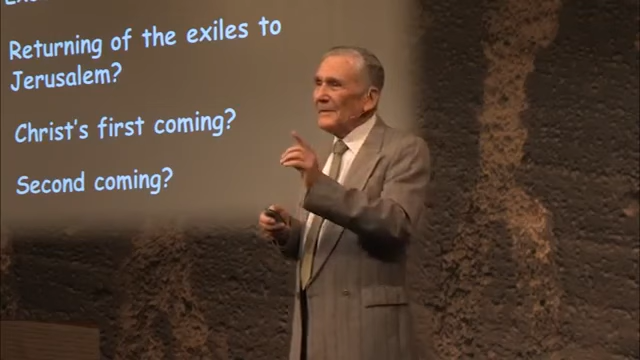 Returning of the exiles to
Jerusalem?
Christ's first coming?
Second coming?